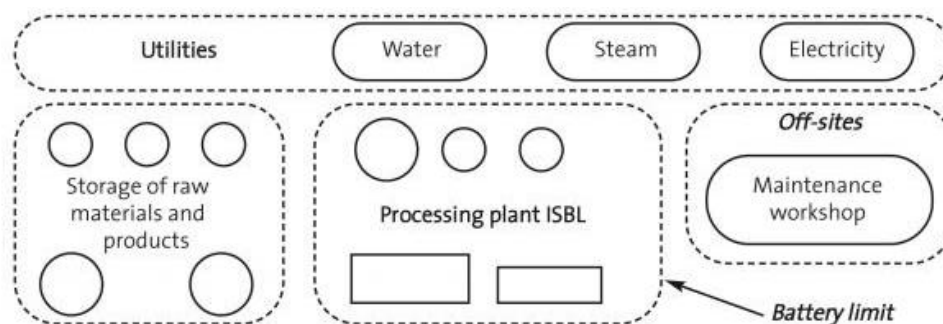 Utilities
Water
Steam
Electricity
Storage of raw
materials and
products
Processing plant ISBL
Off-sites
Maintenance
workshop
Battery limit